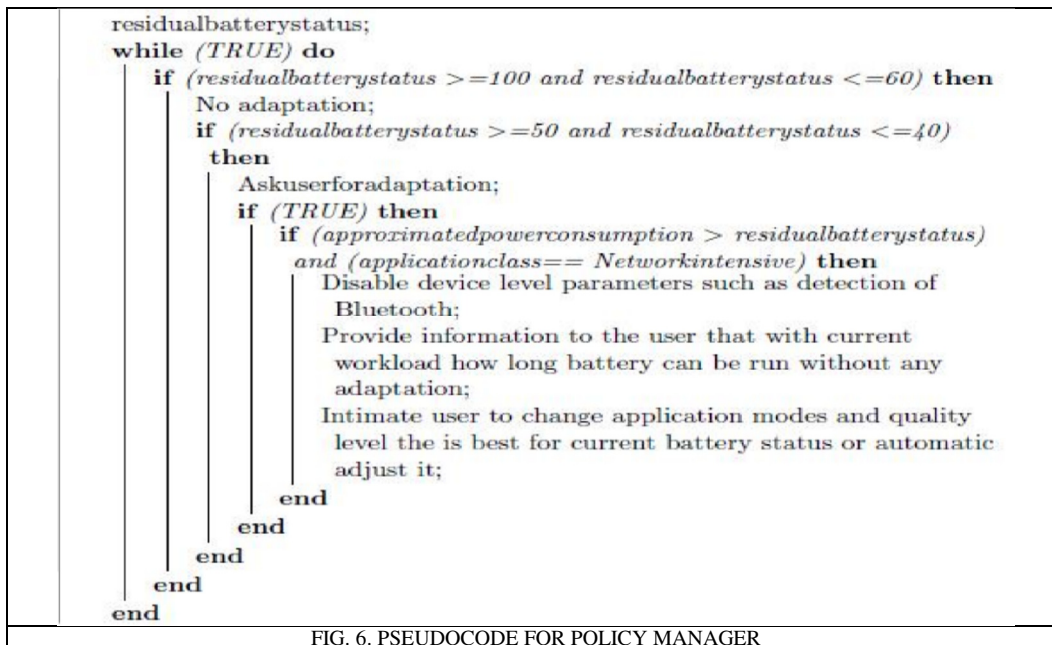 residualbatterystatus;
while (TRUE) do
if (residualbatterystatus >=100 and residualbatterystatus <=60) then
No adaptation;
if (residualbatterystatus >=50 and residualbatterystatus <=40)
then
Askuserforadaptation;
if (TRUE) then
if (approximatedpowerconsumption > residualbatterystatus)
and (applicationclass== Networkintensive) then
Disable device level parameters such as detection of
Bluetooth;
Provide information to the user that with current
workload how long battery can be run without any
adaptation;
Intimate user to change application modes and quality
level the is best for current battery status or automatic
adjust it;
end
end
end
end
end
FIG. 6. PSEUDOCODE FOR POLICY MANAGER